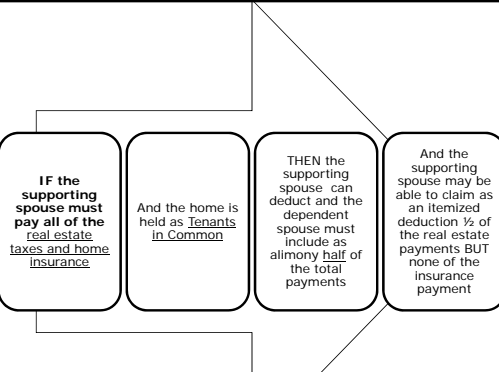 IF the
supporting
spouse must
pay all of the
real estate
taxes and home
insurance
And the home is
held as Tenants
in Common
THEN the
supporting
spouse can
deduct and the
dependent
spouse must
include as
alimony half of
the total
payments
And the
supporting
spouse may be
able to claim as
an itemized
deduction ½ of
the real estate
payments BUT
none of the
insurance
payment